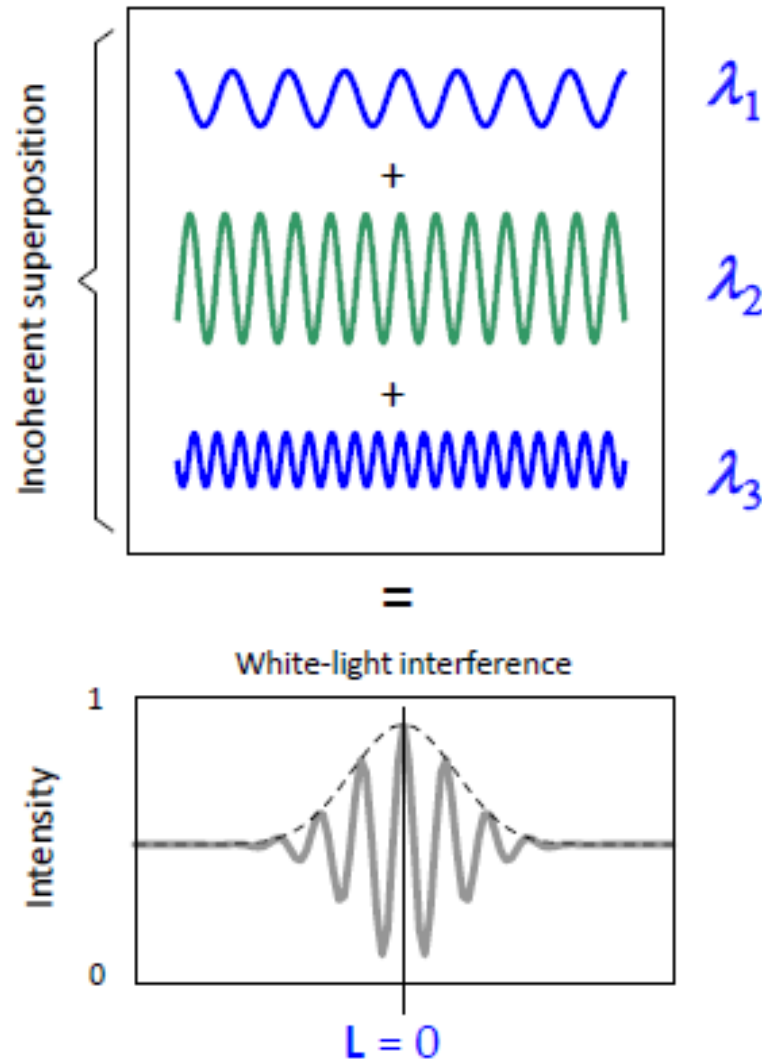 Incoherent superposition
λ₁
+
λ₂
+
λ₃
=
White-light interference
1
Intensity
0
L = 0